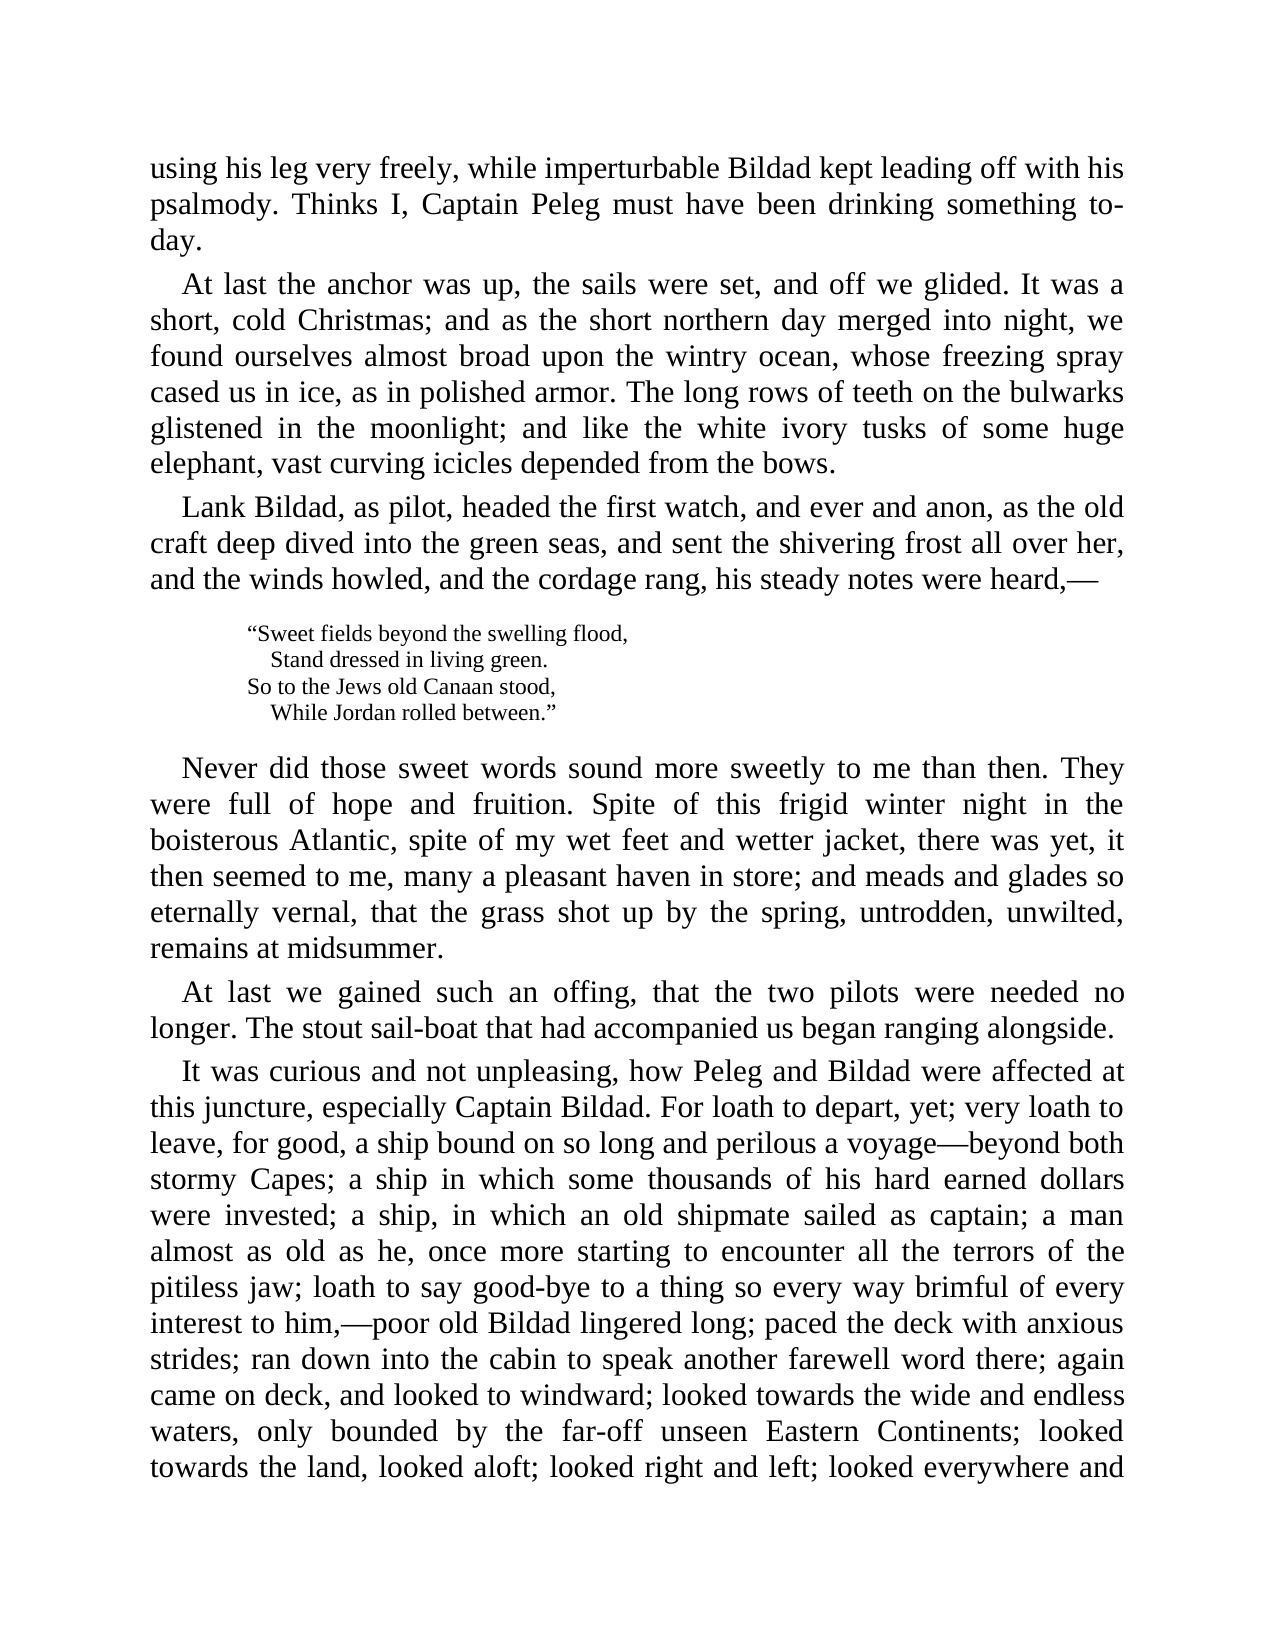 using his leg very freely, while imperturbable Bildad kept leading off with his
psalmody. Thinks I, Captain Peleg must have been drinking something to-
day.
At last the anchor was up, the sails were set, and off we glided. It was a
short, cold Christmas; and as the short northern day merged into night, we
found ourselves almost broad upon the wintry ocean, whose freezing spray
cased us in ice, as in polished armor. The long rows of teeth on the bulwarks
glistened in the moonlight; and like the white ivory tusks of some huge
elephant, vast curving icicles depended from the bows.
Lank Bildad, as pilot, headed the first watch, and ever and anon, as the old
craft deep dived into the green seas, and sent the shivering frost all over her,
and the winds howled, and the cordage rang, his steady notes were heard,—
“Sweet fields beyond the swelling flood,
Stand dressed in living green.
So to the Jews old Canaan stood,
While Jordan rolled between.”
Never did those sweet words sound more sweetly to me than then. They
were full of hope and fruition. Spite of this frigid winter night in the
boisterous Atlantic, spite of my wet feet and wetter jacket, there was yet, it
then seemed to me, many a pleasant haven in store; and meads and glades so
eternally vernal, that the grass shot up by the spring, untrodden, unwilted,
remains at midsummer.
At last we gained such an offing, that the two pilots were needed no
longer. The stout sail-boat that had accompanied us began ranging alongside.
It was curious and not unpleasing, how Peleg and Bildad were affected at
this juncture, especially Captain Bildad. For loath to depart, yet; very loath to
leave, for good, a ship bound on so long and perilous a voyage—beyond both
stormy Capes; a ship in which some thousands of his hard earned dollars
were invested; a ship, in which an old shipmate sailed as captain; a man
almost as old as he, once more starting to encounter all the terrors of the
pitiless jaw; loath to say good-bye to a thing so every way brimful of every
interest to him,—poor old Bildad lingered long; paced the deck with anxious
strides; ran down into the cabin to speak another farewell word there; again
came on deck, and looked to windward; looked towards the wide and endless
waters, only bounded by the far-off unseen Eastern Continents; looked
towards the land, looked aloft; looked right and left; looked everywhere and